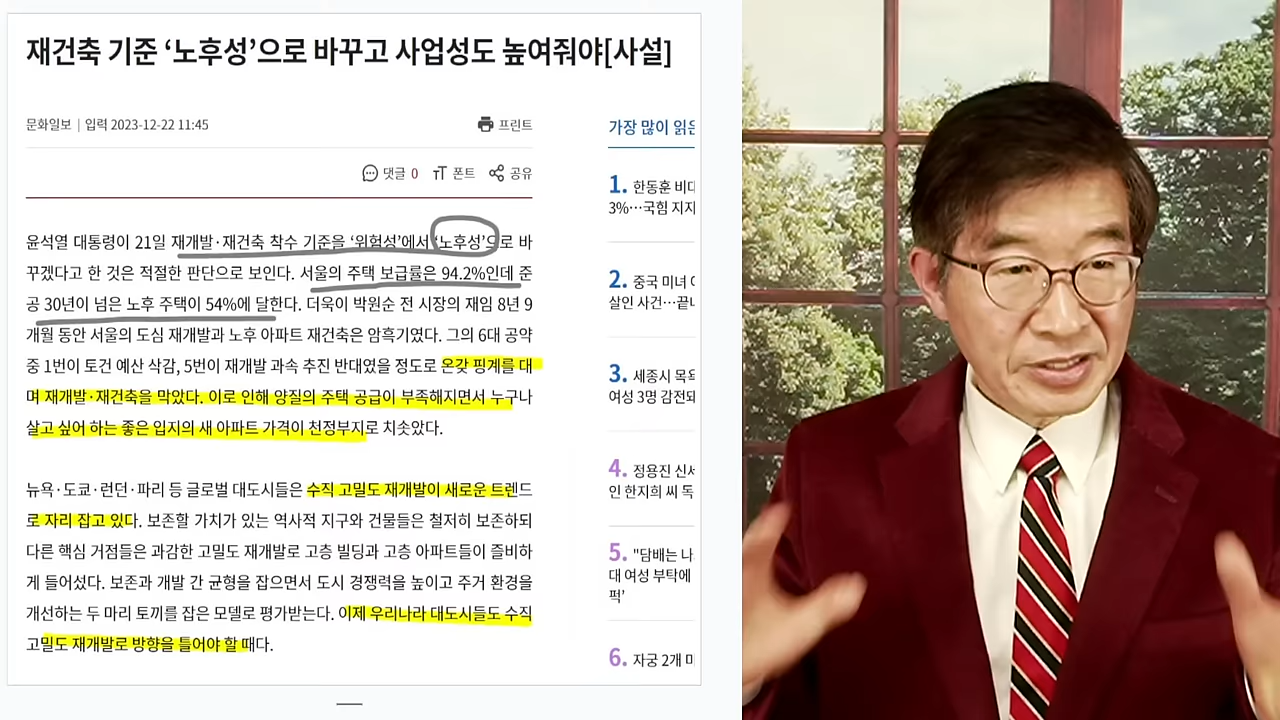 재건축 기준 ‘노후성’으로 바꾸고 사업성도 높여줘야[사설]
문화일보 | 입력 2023-12-22 11:45
프린트
댓글 0 폰트 공유
윤석열 대통령이 21일 재개발·재건축 착수 기준을 ‘위험성’에서 ‘노후성’으로 바
꾸겠다고 한 것은 적절한 판단으로 보인다. 서울의 주택 보급률은 94.2%인데 준
공 30년이 넘은 노후 주택이 54%에 달한다. 더욱이 박원순 전 시장의 재임 8년 9
개월 동안 서울의 도심 재개발과 노후 아파트 재건축은 암흑기였다. 그의 6대 공약
중 1번이 토건 예산 삭감, 5번이 재개발 과속 추진 반대였을 정도로 온갖 핑계를 대
며 재개발·재건축을 막았다. 이로 인해 양질의 주택 공급이 부족해지면서 누구나
살고 싶어 하는 좋은 입지의 새 아파트 가격이 천정부지로 치솟았다.
뉴욕·도쿄·런던·파리 등 글로벌 대도시들은 수직 고밀도 재개발이 새로운 트렌드
로 자리 잡고 있다. 보존할 가치가 있는 역사적 지구와 건물들은 철저히 보존하되
다른 핵심 거점들은 과감한 고밀도 재개발로 고층 빌딩과 고층 아파트들이 즐비하
게 들어섰다. 보존과 개발 간 균형을 잡으면서 도시 경쟁력을 높이고 주거 환경을
개선하는 두 마리 토끼를 잡은 모델로 평가받는다. 이제 우리나라 대도시들도 수직
고밀도 재개발로 방향을 틀어야 할 때다.
가장 많이 읽은
1. 한동훈 비대
3%…국힘 지지
2. 중국 미녀
살인 사건…끝
3. 세종시 목욕
여성 3명 감전돼
4. 정용진 신세
인 한지희 씨 독
5. "담배는 나
대 여성 부탁에
퍽’
6. 자궁 2개 미